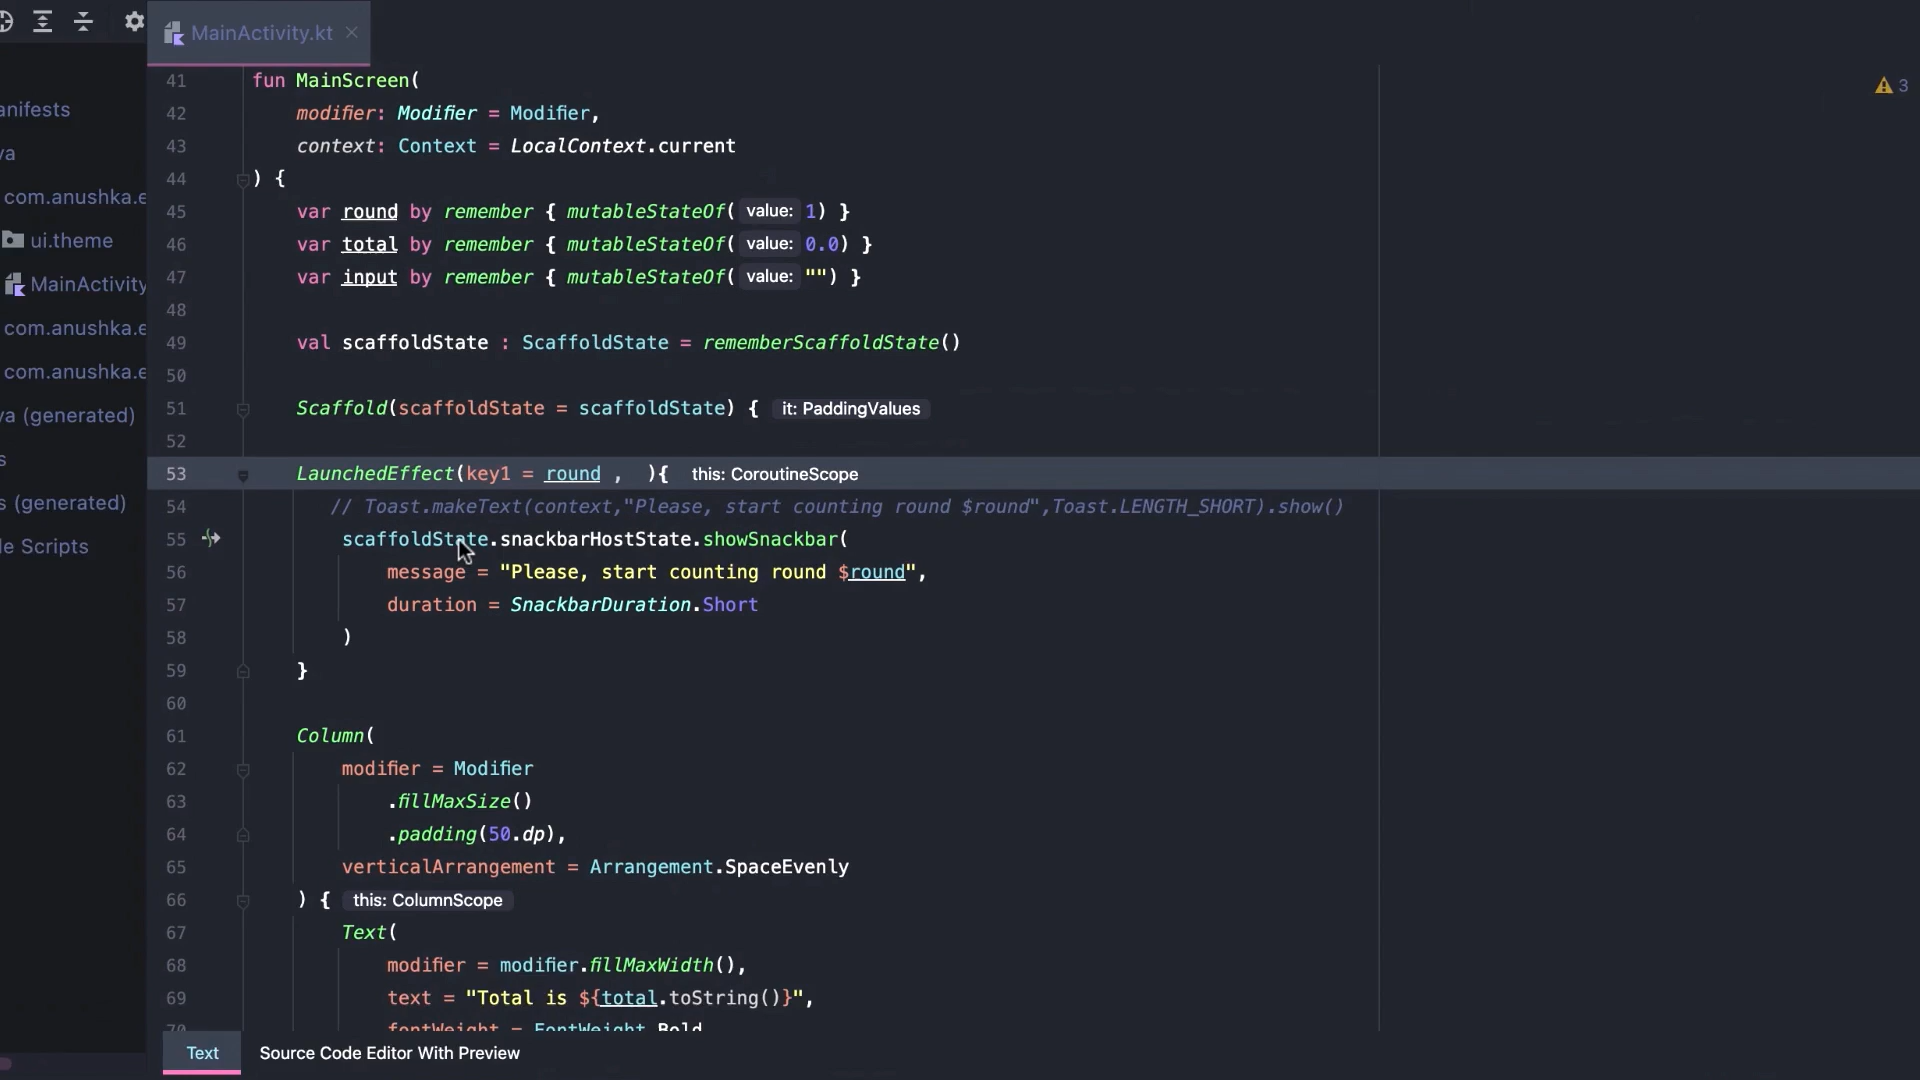 MainActivity.kt
3
anifests
va
com.anushka.e
ui.theme
MainActivity
com.anushka.e
com.anushka.e
va (generated)
s
s (generated)
le Scripts
41 fun MainScreen(
42 modifier: Modifier = Modifier,
43 context: Context = LocalContext.current
44 ) {
45 var round by remember { mutableStateOf( value: 1) }
46 var total by remember { mutableStateOf( value: 0.0) }
47 var input by remember { mutableStateOf( value: "") }
48
49 val scaffoldState : ScaffoldState = rememberScaffoldState()
50
51 Scaffold(scaffoldState = scaffoldState) { it: PaddingValues
52
53 LaunchedEffect(key1 = round , ){ this: CoroutineScope
54 // Toast.makeText(context,"Please, start counting round $round",Toast.LENGTH_SHORT).show()
55 scaffoldState.snackbarHostState.showSnackbar(
56 message = "Please, start counting round $round",
57 duration = SnackbarDuration.Short
58 )
59 }
60
61 Column(
62 modifier = Modifier
63 .fillMaxSize()
64 .padding(50.dp),
65 verticalArrangement = Arrangement.SpaceEvenly
66 ) { this: ColumnScope
67 Text(
68 modifier = modifier.fillMaxWidth(),
69 text = "Total is ${total.toString()}",
70 fontWeight = FontWeight.Bold
Text
Source Code Editor With Preview